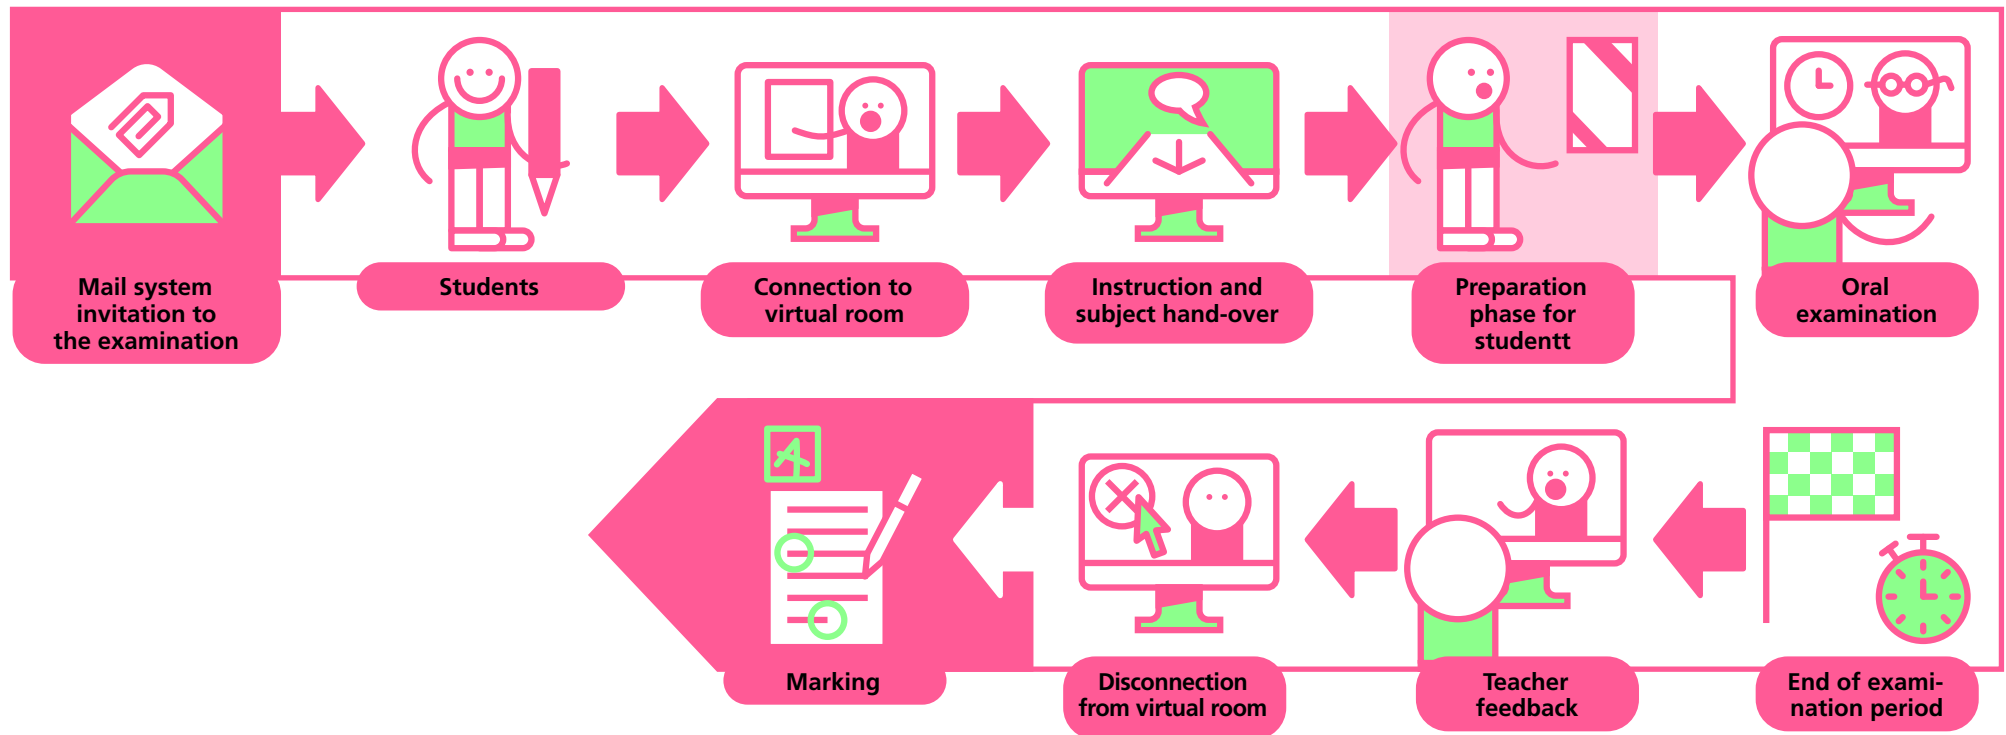 Mail system
invitation to
the examination
Students
Connection to
virtual room
Instruction and
subject hand-over
Preparation
phase for
studentt
Oral
examination
A
Marking
Disconnection
from virtual room
Teacher
feedback
End of exami-
nation period